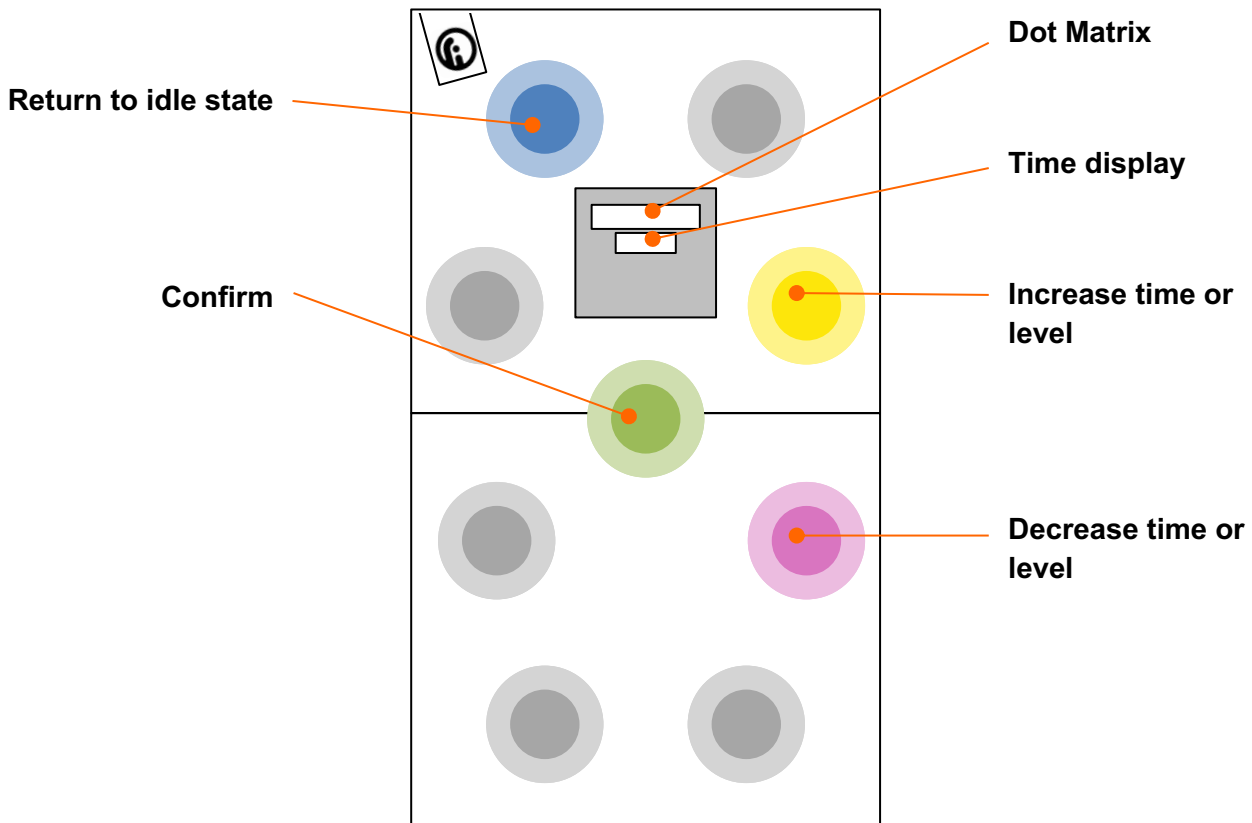 Dot Matrix
Return to idle state
Time display
Confirm
Increase time or
level
Decrease time or
level